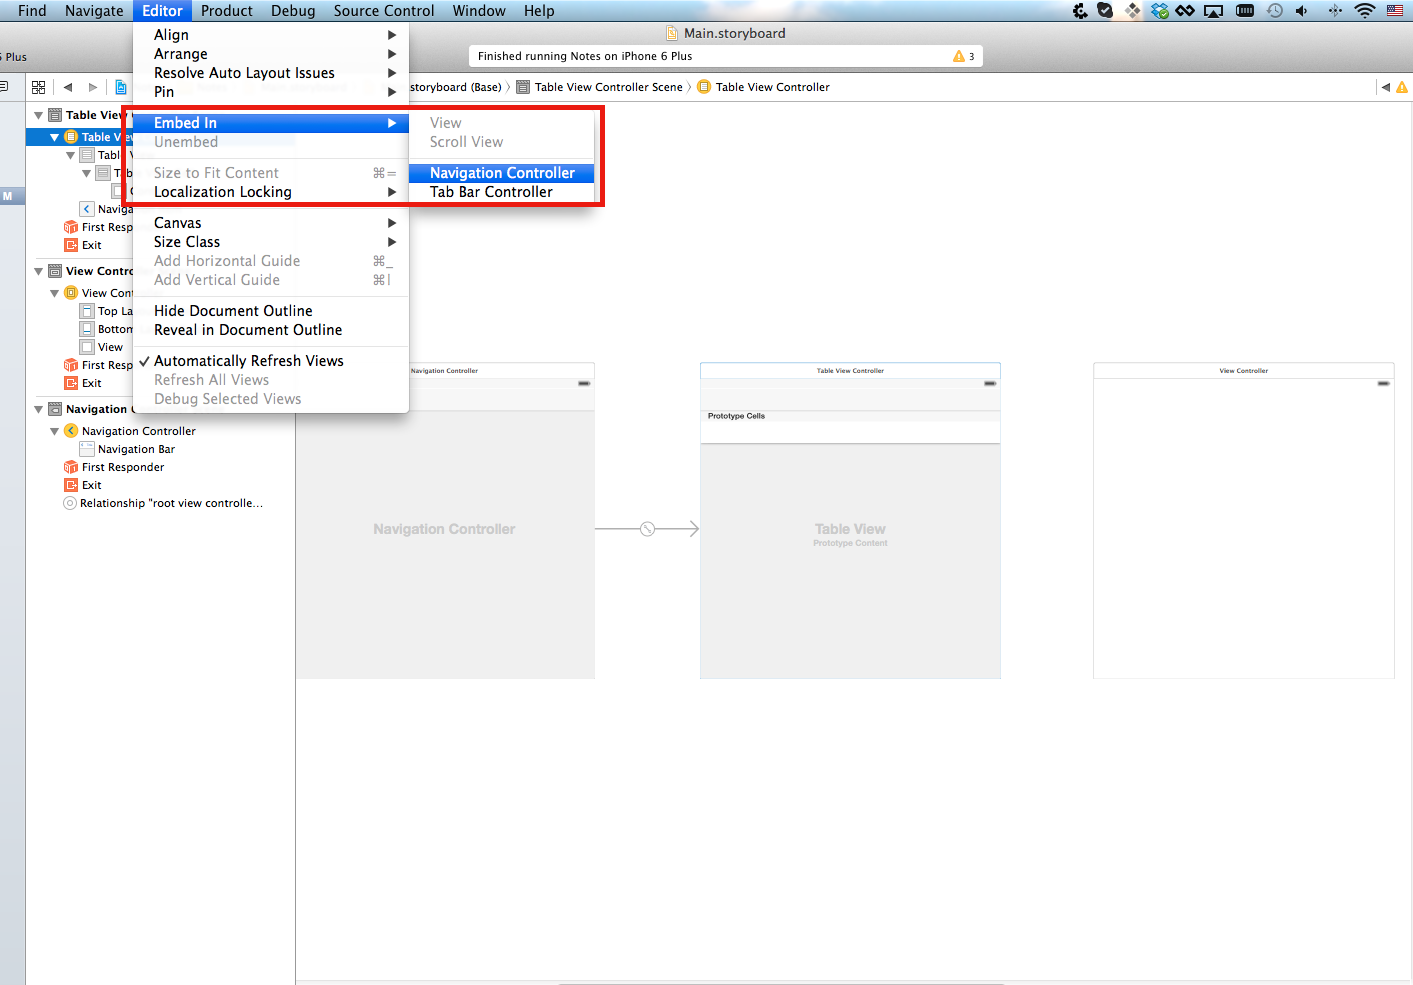 Find Navigate Editor Product Debug Source Control Window Help
Main.storyboard
Plus
Finished running Notes on iPhone 6 Plus
3
storyboard (Base) Table View Controller Scene Table View Controller
Align
Arrange
Resolve Auto Layout Issues
Pin
Embed In
Unembed
Size to Fit Content ⌘=
Localization Locking
Canvas
Size Class
Add Horizontal Guide ⌘_
Add Vertical Guide ⌘|
Hide Document Outline
Reveal in Document Outline
✓ Automatically Refresh Views
Refresh All Views
Debug Selected Views
View
Scroll View
Navigation Controller
Tab Bar Controller
M
Table View
Table Vie
Table V
Tab
Naviga
First Resp
Exit
View Contro
View Con
Top La
Bottom
View
First Resp
Exit
Navigation
Navigation Controller
Navigation Bar
First Responder
Exit
Relationship "root view controlle...
Navigation Controller
Navigation Controller
Table View Controller
Prototype Cells
Table View
Prototype Content
View Controller